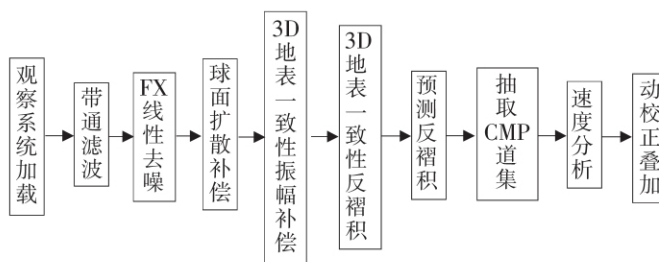 观察系统加载
带通滤波
FX线性去噪
球面扩散补偿
3D地表一致性振幅补偿
3D地表一致性反褶积
预测反褶积
抽取CMP道集
速度分析
动校正叠加